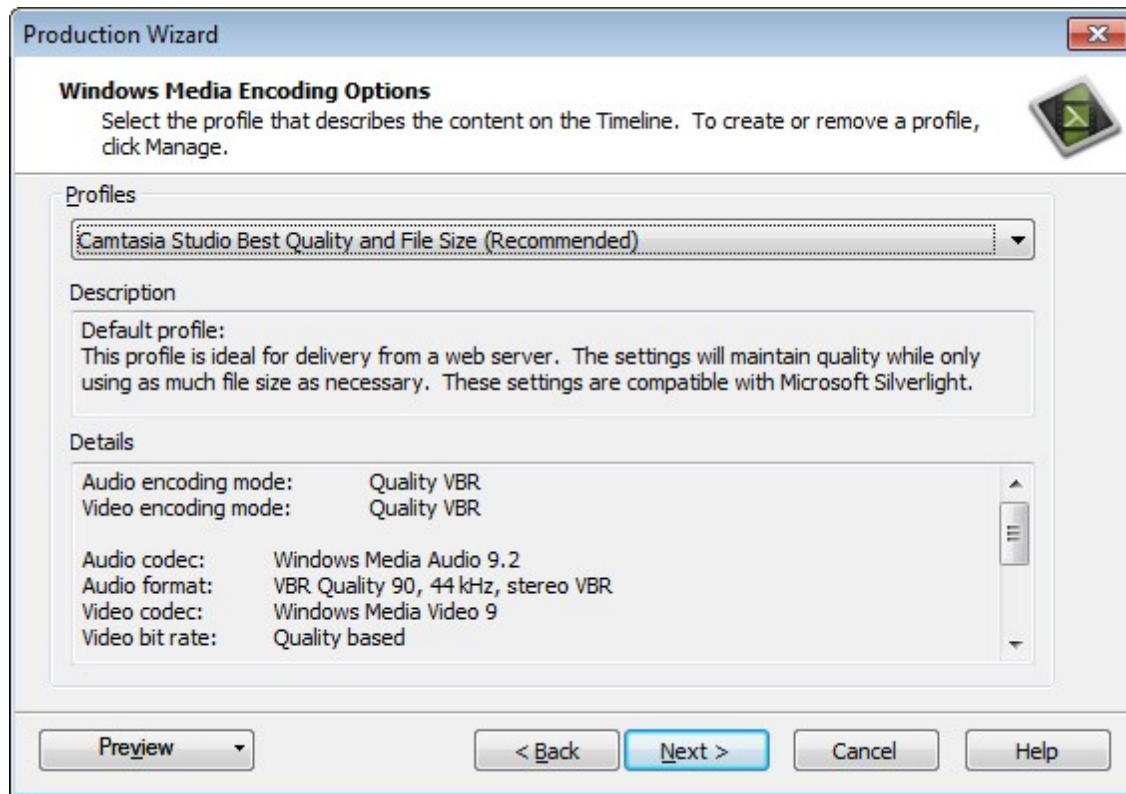 Production Wizard
Windows Media Encoding Options
Select the profile that describes the content on the Timeline. To create or remove a profile,
click Manage.
Profiles
Camtasia Studio Best Quality and File Size (Recommended)
Description
Default profile:
This profile is ideal for delivery from a web server. The settings will maintain quality while only
using as much file size as necessary. These settings are compatible with Microsoft Silverlight.
Details
Audio encoding mode: Quality VBR
Video encoding mode: Quality VBR
Audio codec: Windows Media Audio 9.2
Audio format: VBR Quality 90, 44 kHz, stereo VBR
Video codec: Windows Media Video 9
Video bit rate: Quality based
Preview < Back Next > Cancel Help